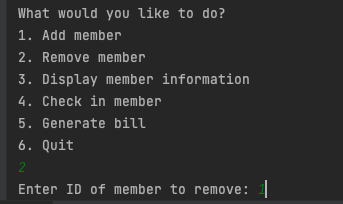 What would you like to do?
1. Add member
2. Remove member
3. Display member information
4. Check in member
5. Generate bill
6. Quit
2
Enter ID of member to remove: 1